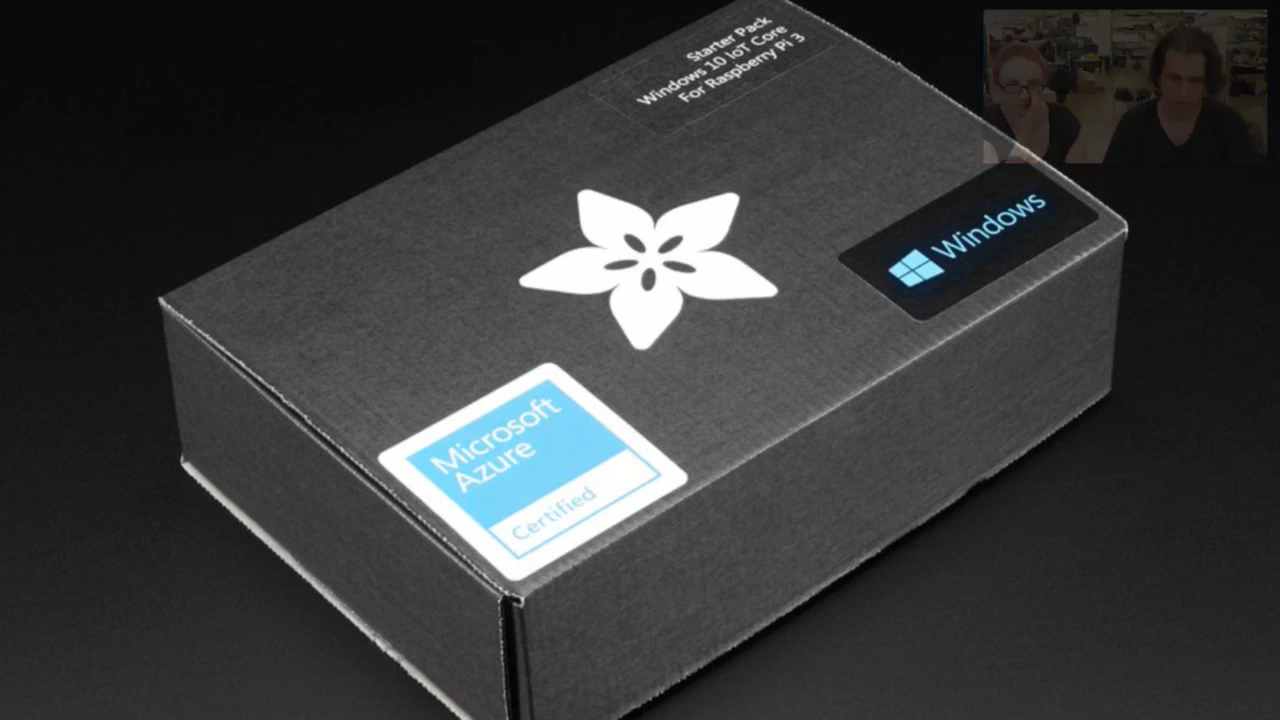 Starter Pack
Windows 10 IoT Core
For Raspberry Pi 3
Windows
Microsoft
Azure
Certified